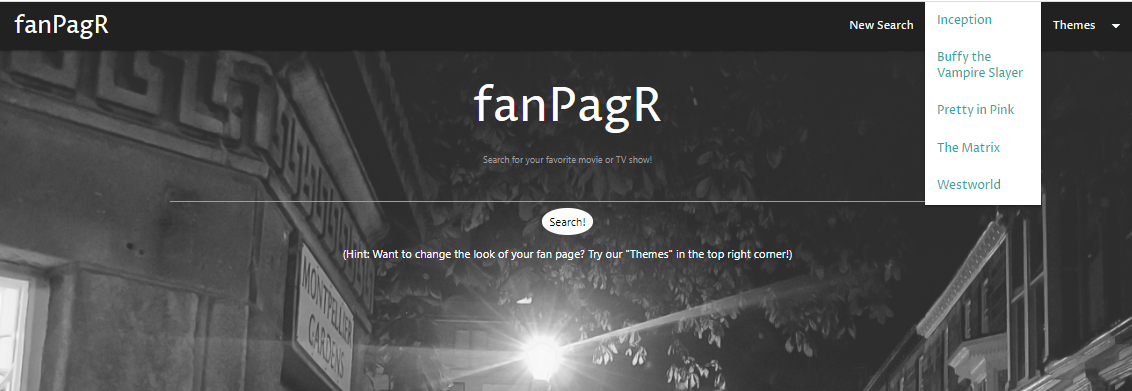 fanPagR
New Search
Themes
Inception
Buffy the
Vampire Slayer
Pretty in Pink
The Matrix
Westworld
fanPagR
Search for your favorite movie or TV show!
Search!
(Hint: Want to change the look of your fan page? Try our "Themes" in the top right corner!)
MONTPELLIER
GARDENS